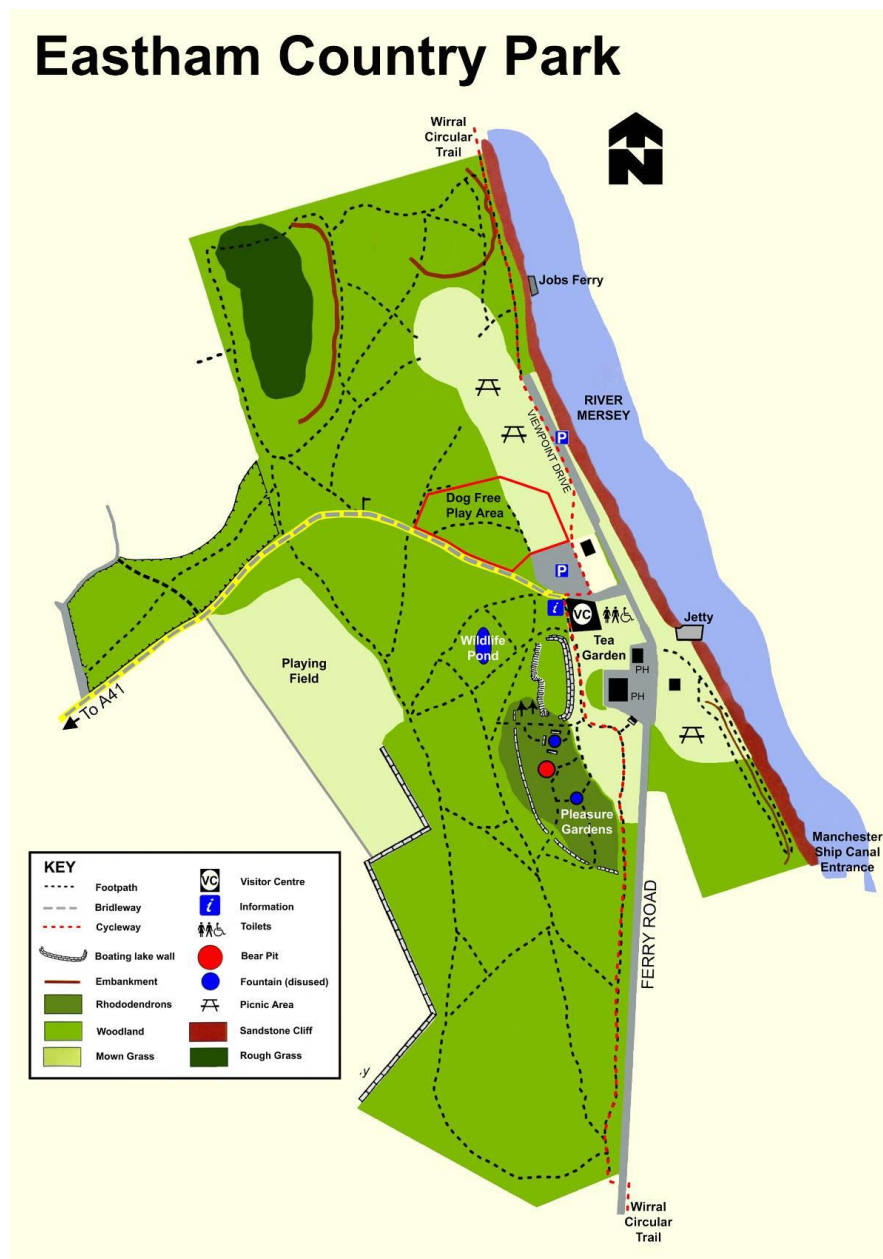 Eastham Country Park
Wirral
Circular
Trail
N
Jobs Ferry
RIVER
MERSEY
P
VIEWPOINT DRIVE
Dog Free
Play Area
P
i
VC
Jetty
Tea
Garden
Wildlife
Pond
PH
PH
Playing
Field
To A41
Pleasure
Gardens
Manchester
Ship Canal
Entrance
FERRY ROAD
KEY
Footpath
Bridleway
Cycleway
Boating lake wall
Embankment
Rhododendrons
Woodland
Mown Grass
VC
Visitor Centre
i
Information
Toilets
Bear Pit
Fountain (disused)
Picnic Area
Sandstone Cliff
Rough Grass
Wirral
Circular
Trail